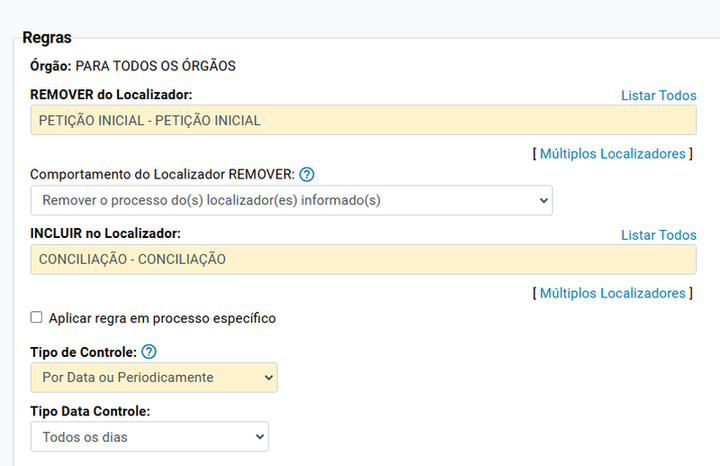 Regras
Órgão: PARA TODOS OS ÓRGÃOS
REMOVER do Localizador: Listar Todos
PETIÇÃO INICIAL - PETIÇÃO INICIAL
[ Múltiplos Localizadores ]
Comportamento do Localizador REMOVER: ?
Remover o processo do(s) localizador(es) informado(s)
INCLUIR no Localizador: Listar Todos
CONCILIAÇÃO - CONCILIAÇÃO
[ Múltiplos Localizadores ]
Aplicar regra em processo específico
Tipo de Controle: ?
Por Data ou Periodicamente
Tipo Data Controle:
Todos os dias